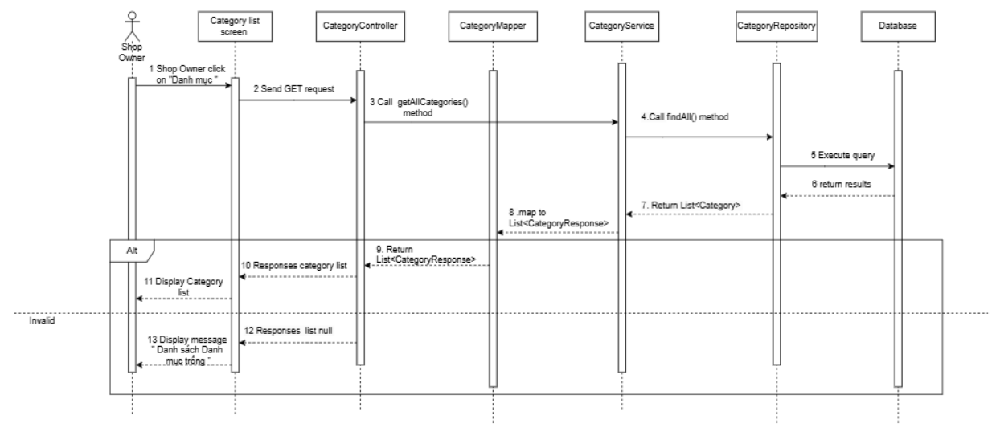 Shop
Owner
Category list
screen
CategoryController
CategoryMapper
CategoryService
CategoryRepository
Database
1 Shop Owner click
on "Danh mục "
2 Send GET request
3 Call getAllCategories()
method
4.Call findAll() method
5 Execute query
6 return results
7. Return List<Category>
8 .map to
List<CategoryResponse>
Alt
9. Return
List<CategoryResponse>
10 Responses category list
11 Display Category
list
Invalid
12 Responses list null
13 Display message
" Danh sách Danh
mục trống "